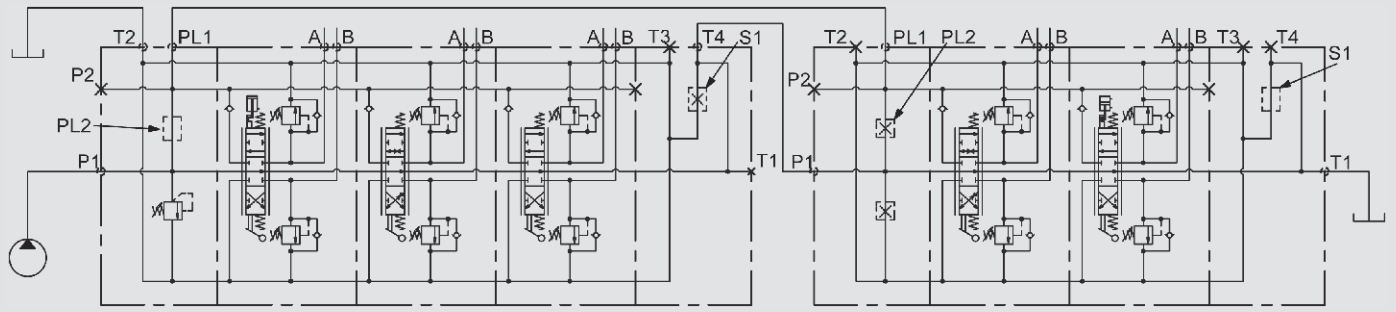 T2 PL1 A B A B A B T3 T4 S1 T2 PL1 PL2 A B A B T3 T4
S1
P2 P2
PL2
P1 T1 P1 T1